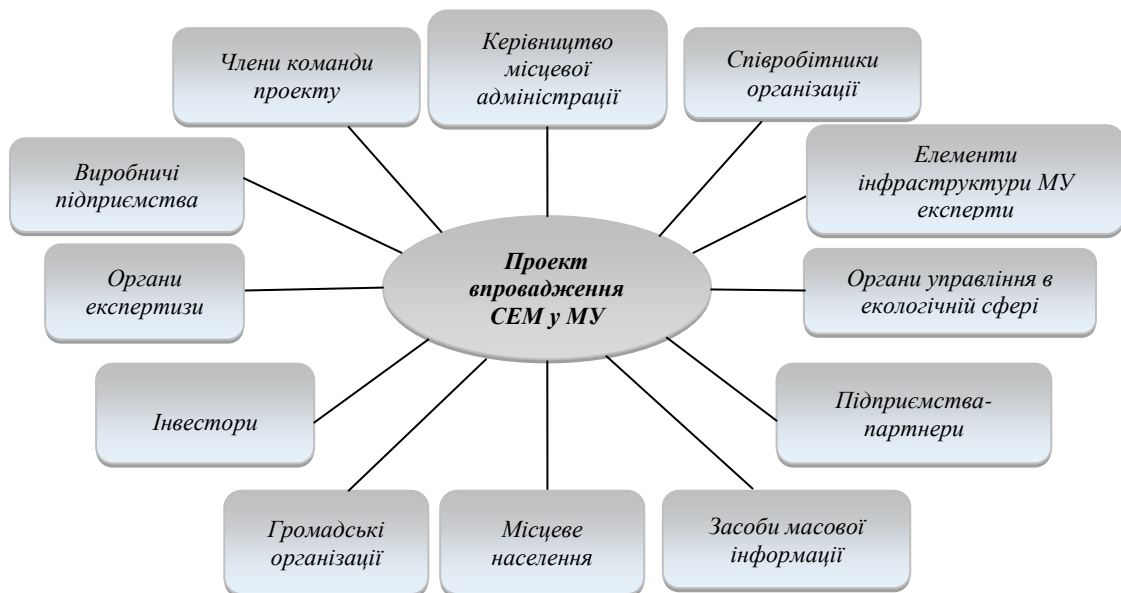 Члени команди
проекту
Керівництво
місцевої
адміністрації
Співробітники
організації
Виробничі
підприємства
Елементи
інфраструктури МУ
експерти
Проект
впровадження
СЕМ у МУ
Органи
експертизи
Органи управління в
екологічній сфері
Інвестори
Підприємства-
партнери
Громадські
організації
Місцеве
населення
Засоби масової
інформації